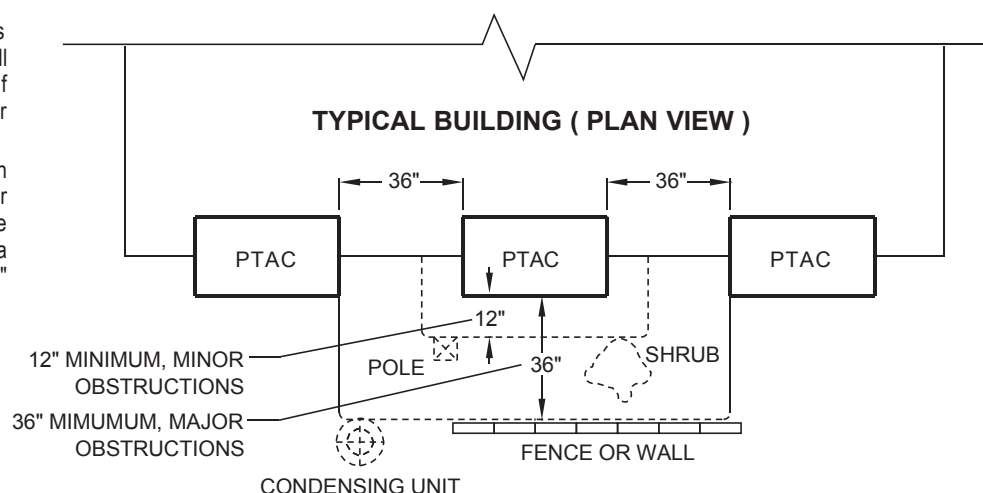 s
ll
f
r
n
r
e
a
"
TYPICAL BUILDING ( PLAN VIEW )
36"
36"
PTAC
PTAC
PTAC
12"
12" MINIMUM, MINOR
OBSTRUCTIONS
POLE
36"
SHRUB
36" MIMUMUM, MAJOR
OBSTRUCTIONS
FENCE OR WALL
CONDENSING UNIT